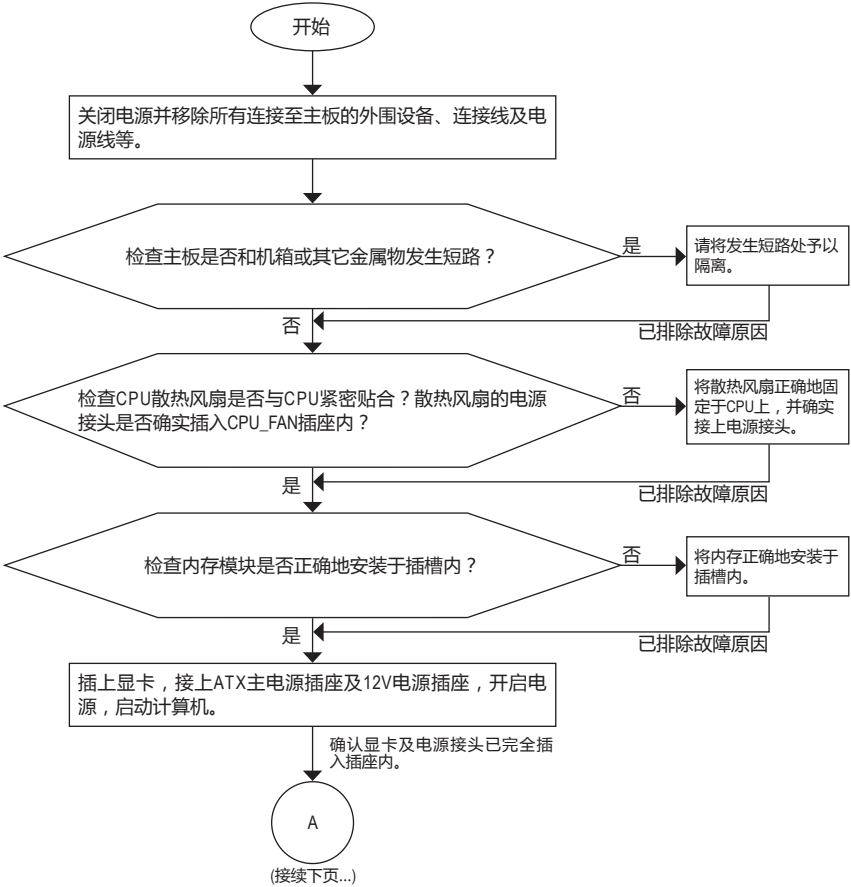 开始
关闭电源并移除所有连接至主板的外围设备、连接线及电
源线等。
检查主板是否和机箱或其它金属物发生短路？
是
请将发生短路处予以
隔离。
否
已排除故障原因
检查CPU散热风扇是否与CPU紧密贴合？散热风扇的电源
接头是否确实插入CPU_FAN插座内？
否
将散热风扇正确地固
定于CPU上，并确实
接上电源接头。
是
已排除故障原因
检查内存模块是否正确地安装于插槽内？
否
将内存正确地安装于
插槽内。
是
已排除故障原因
插上显卡，接上ATX主电源插座及12V电源插座，开启电
源，启动计算机。
确认显卡及电源接头已完全插
入插座内。
A
(接续下页...)